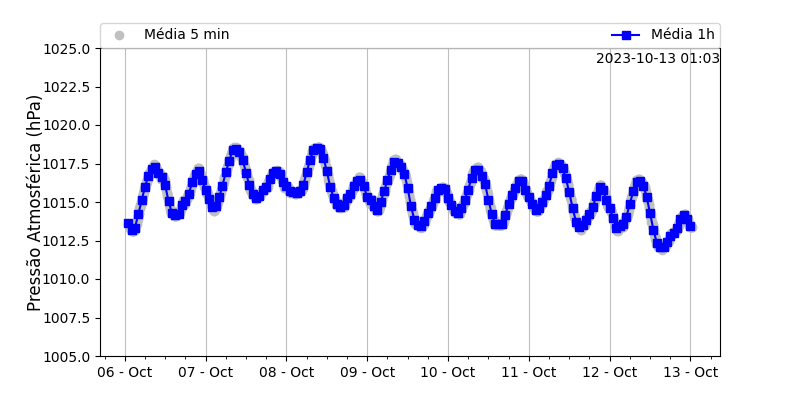 Média 5 min
Média 1h
2023-10-13 01:03
Pressão Atmosférica (hPa)
1025.0
1022.5
1020.0
1017.5
1015.0
1012.5
1010.0
1007.5
1005.0
06 - Oct
07 - Oct
08 - Oct
09 - Oct
10 - Oct
11 - Oct
12 - Oct
13 - Oct